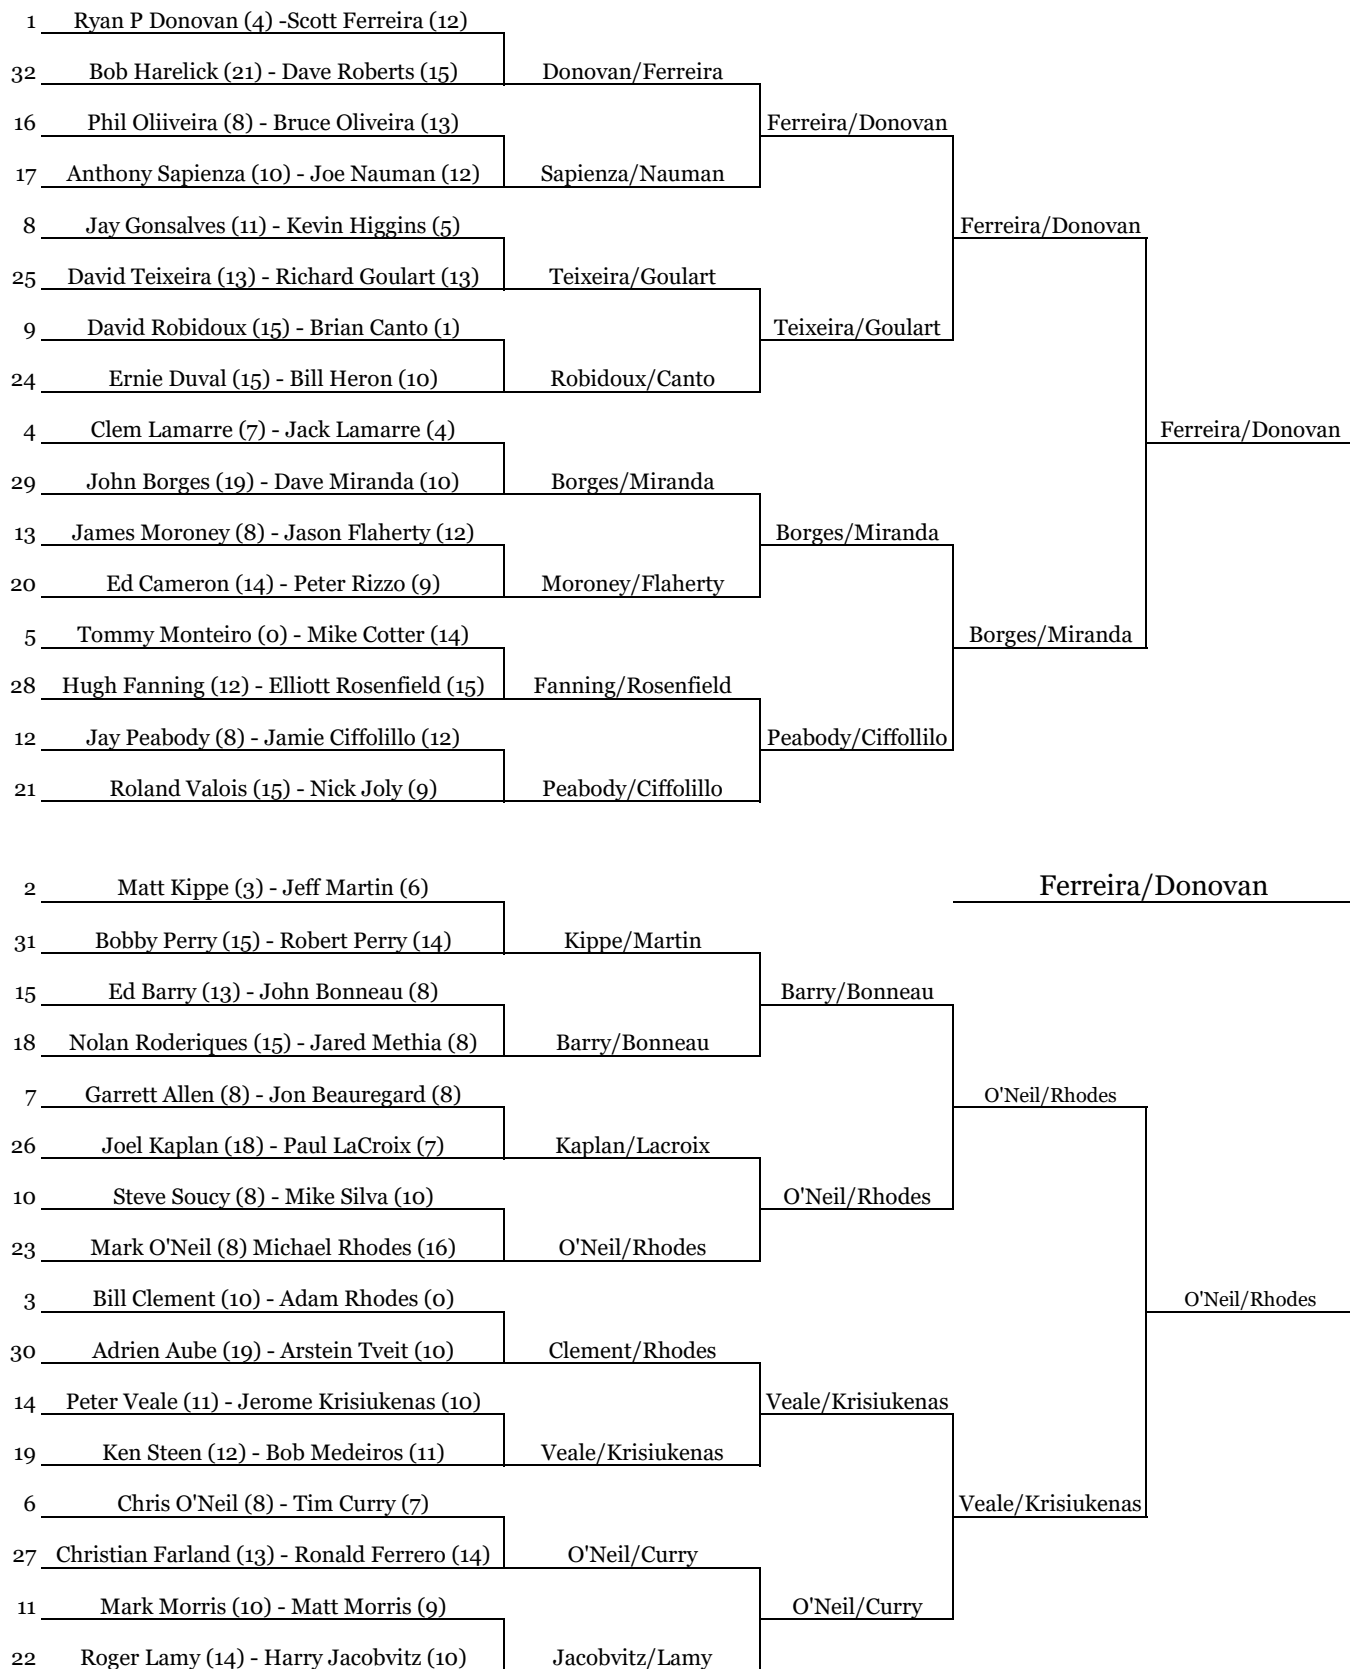 1 Ryan P Donovan (4) -Scott Ferreira (12)
32 Bob Harelick (21) - Dave Roberts (15) Donovan/Ferreira
16 Phil Oliiveira (8) - Bruce Oliveira (13) Ferreira/Donovan
17 Anthony Sapienza (10) - Joe Nauman (12) Sapienza/Nauman
8 Jay Gonsalves (11) - Kevin Higgins (5) Ferreira/Donovan
25 David Teixeira (13) - Richard Goulart (13) Teixeira/Goulart
9 David Robidoux (15) - Brian Canto (1) Teixeira/Goulart
24 Ernie Duval (15) - Bill Heron (10) Robidoux/Canto
4 Clem Lamarre (7) - Jack Lamarre (4) Ferreira/Donovan
29 John Borges (19) - Dave Miranda (10) Borges/Miranda
13 James Moroney (8) - Jason Flaherty (12) Borges/Miranda
20 Ed Cameron (14) - Peter Rizzo (9) Moroney/Flaherty
5 Tommy Monteiro (0) - Mike Cotter (14) Borges/Miranda
28 Hugh Fanning (12) - Elliott Rosenfield (15) Fanning/Rosenfield
12 Jay Peabody (8) - Jamie Ciffolillo (12) Peabody/Ciffollilo
21 Roland Valois (15) - Nick Joly (9) Peabody/Ciffolillo
2 Matt Kippe (3) - Jeff Martin (6) Ferreira/Donovan
31 Bobby Perry (15) - Robert Perry (14) Kippe/Martin
15 Ed Barry (13) - John Bonneau (8) Barry/Bonneau
18 Nolan Roderiques (15) - Jared Methia (8) Barry/Bonneau
7 Garrett Allen (8) - Jon Beauregard (8) O'Neil/Rhodes
26 Joel Kaplan (18) - Paul LaCroix (7) Kaplan/Lacroix
10 Steve Soucy (8) - Mike Silva (10) O'Neil/Rhodes
23 Mark O'Neil (8) Michael Rhodes (16) O'Neil/Rhodes
3 Bill Clement (10) - Adam Rhodes (0) O'Neil/Rhodes
30 Adrien Aube (19) - Arstein Tveit (10) Clement/Rhodes
14 Peter Veale (11) - Jerome Krisiukenas (10) Veale/Krisiukenas
19 Ken Steen (12) - Bob Medeiros (11) Veale/Krisiukenas
6 Chris O'Neil (8) - Tim Curry (7) Veale/Krisiukenas
27 Christian Farland (13) - Ronald Ferrero (14) O'Neil/Curry
11 Mark Morris (10) - Matt Morris (9) O'Neil/Curry
22 Roger Lamy (14) - Harry Jacobvitz (10) Jacobvitz/Lamy